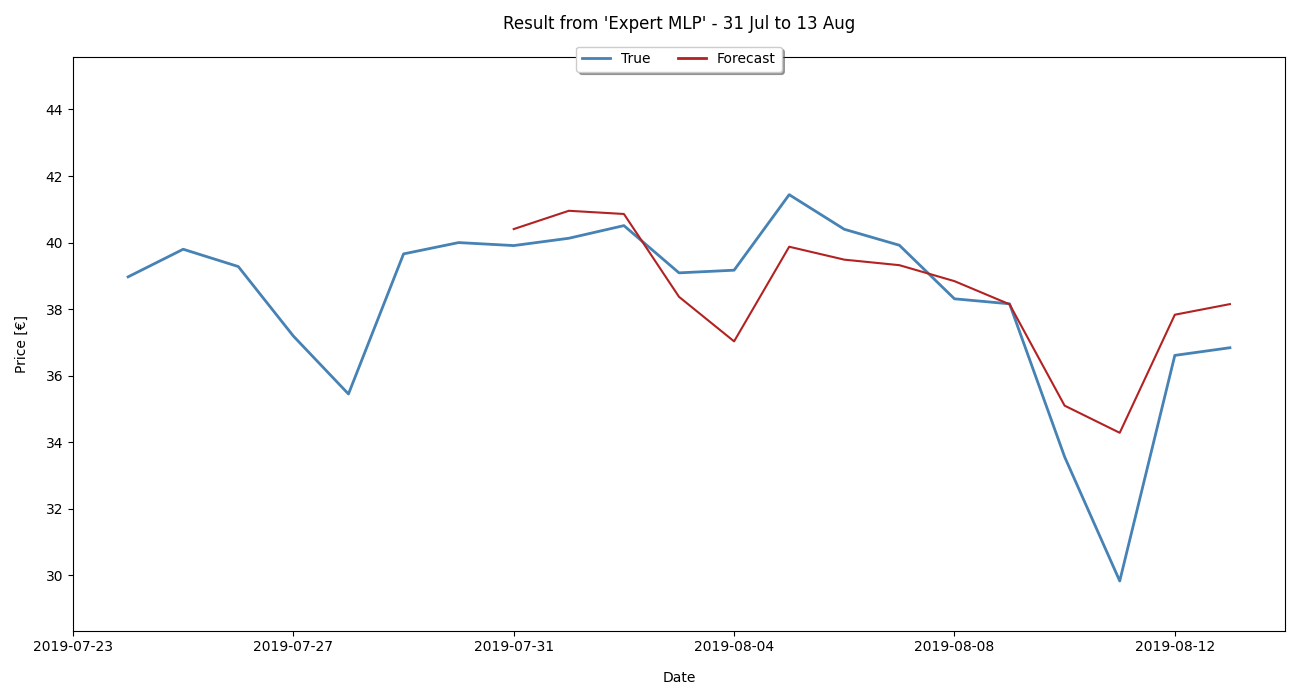 Result from 'Expert MLP' - 31 Jul to 13 Aug
True Forecast
44
42
40
38
36
34
32
30
Price [€]
2019-07-23 2019-07-27 2019-07-31 2019-08-04 2019-08-08 2019-08-12
Date